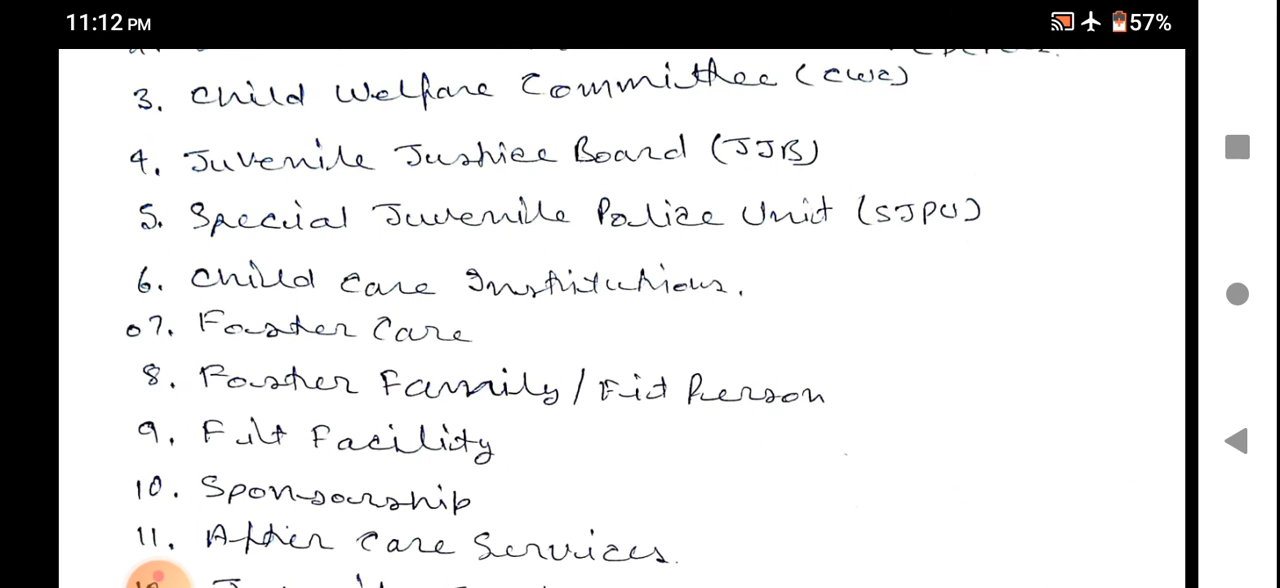 11:12 PM 57%
3. Child Welfare Committee (CWC)
4. Juvenile Justice Board (JJB)
5. Special Juvenile Police Unit (SJPU)
6. Child Care Institutions.
07. Foster Care
8. Foster Family / Fit Person
9. Fit Facility
10. Sponsorship
11. After Care Services.